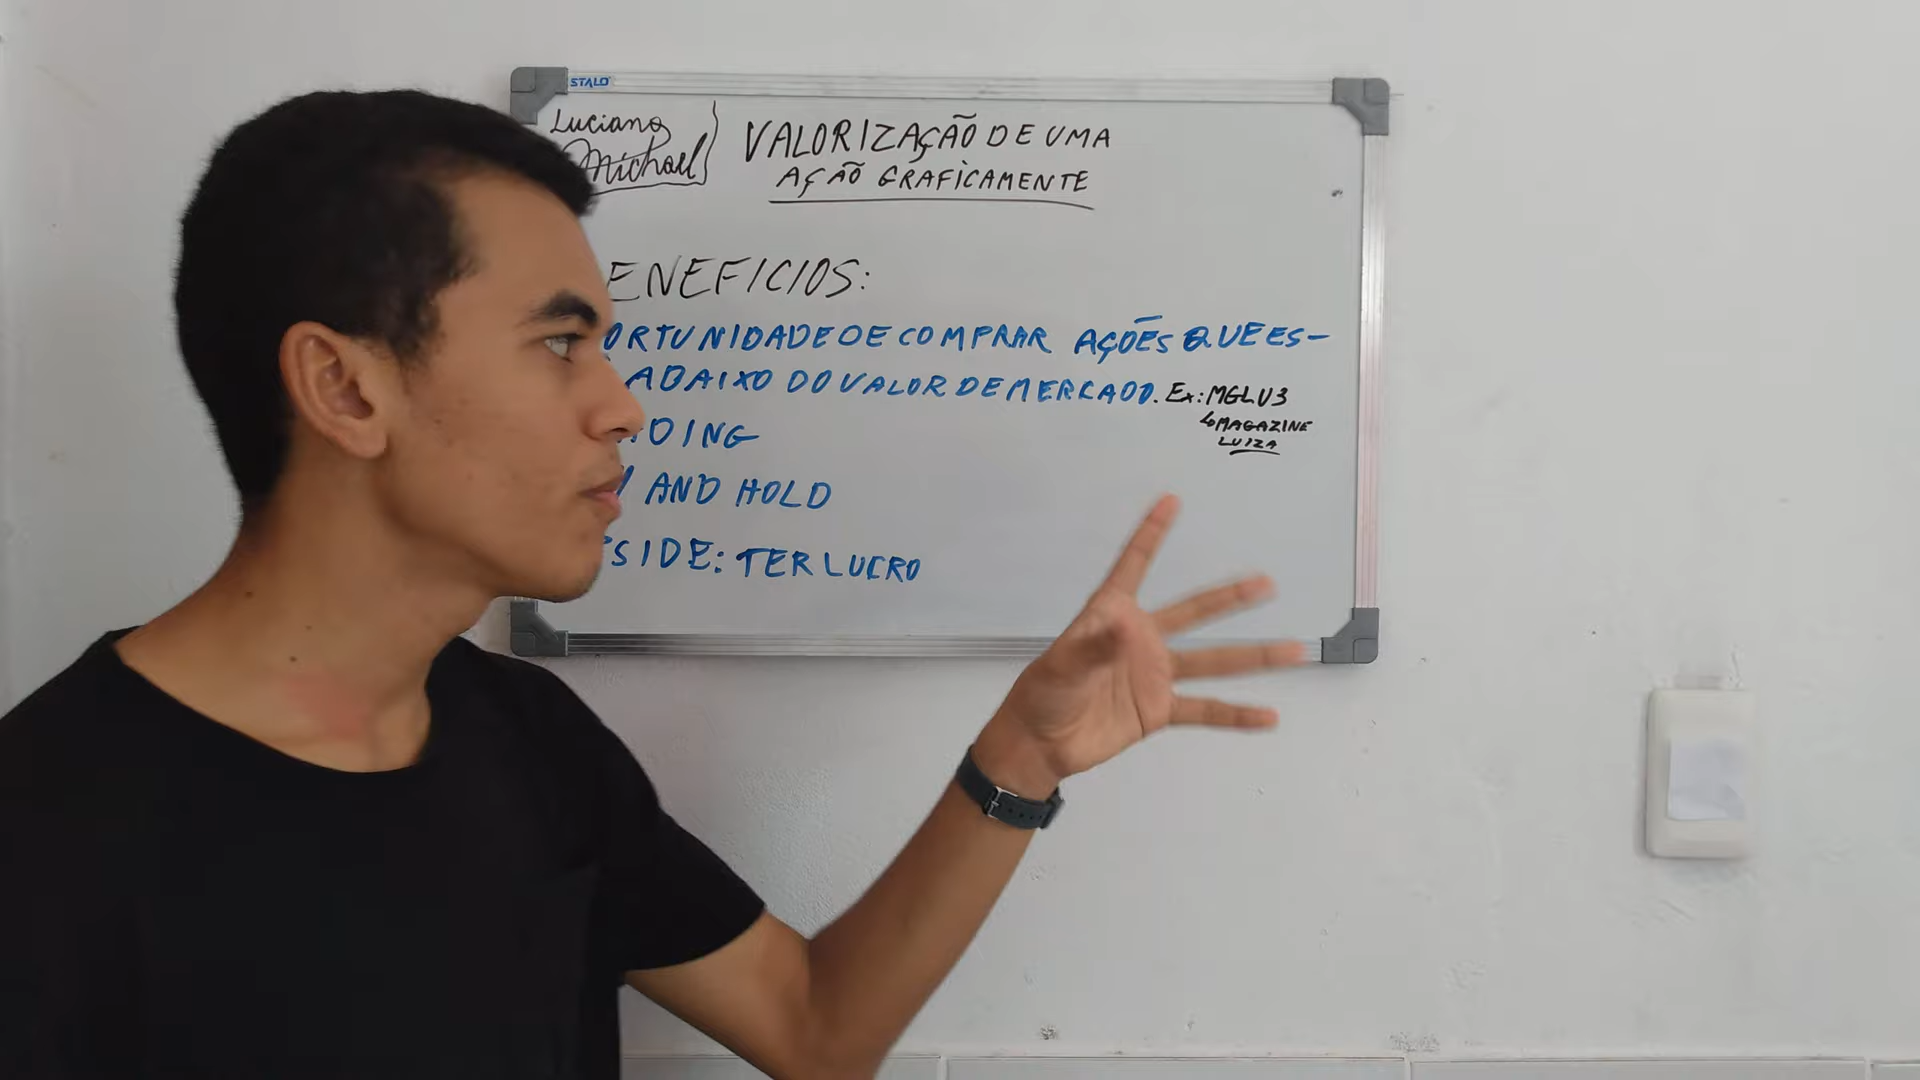 STALO
Luciano
Michael
VALORIZAÇÃO DE UMA
AÇÃO GRAFICAMENTE
ENEFICIOS:
ORTUNIDADE DE COMPRAR AÇÕES QUE ES-
ABAIXO DO VALOR DE MERCADO. Ex: MGLU3
↳MAGAZINE
LUIZA
DING
AND HOLD
SIDE: TER LUCRO